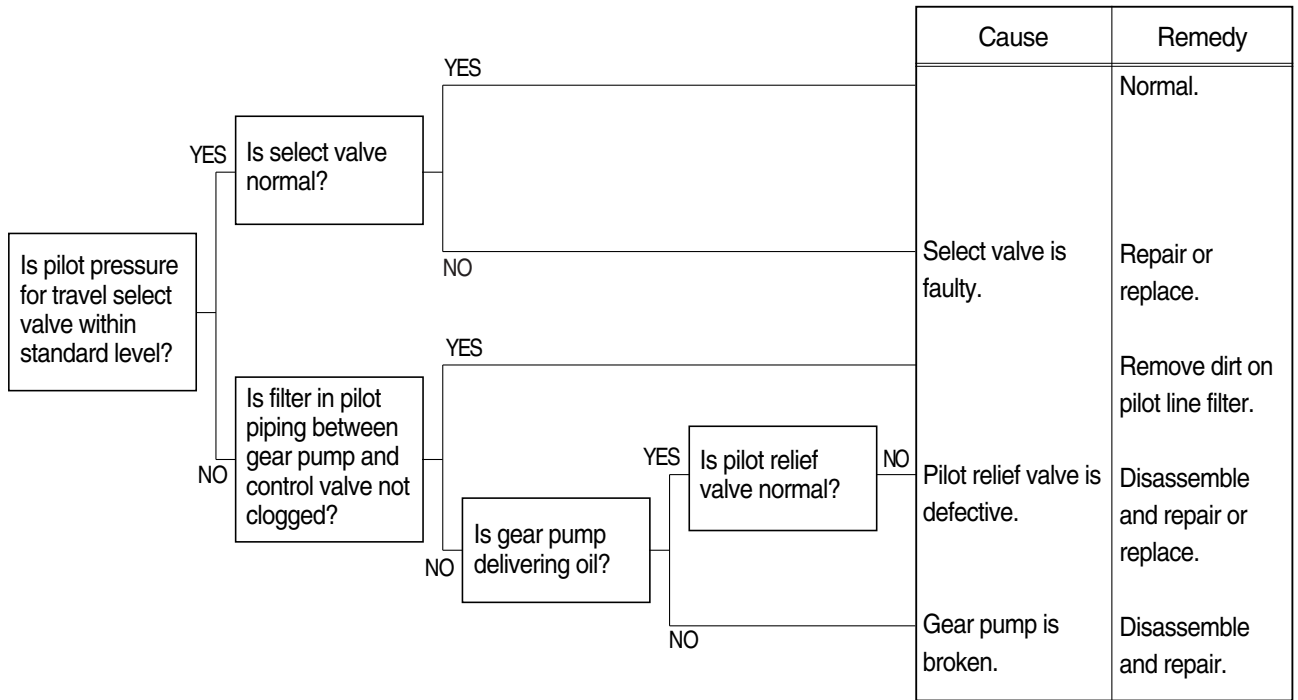 Cause
Remedy
YES
Normal.
YES
Is select valve
normal?
Is pilot pressure
for travel select
valve within
standard level?
NO
Select valve is
faulty.
Repair or
replace.
YES
Remove dirt on
pilot line filter.
NO
Is filter in pilot
piping between
gear pump and
control valve not
clogged?
YES
Is pilot relief
valve normal?
NO
Pilot relief valve is
defective.
Disassemble
and repair or
replace.
NO
Is gear pump
delivering oil?
NO
Gear pump is
broken.
Disassemble
and repair.